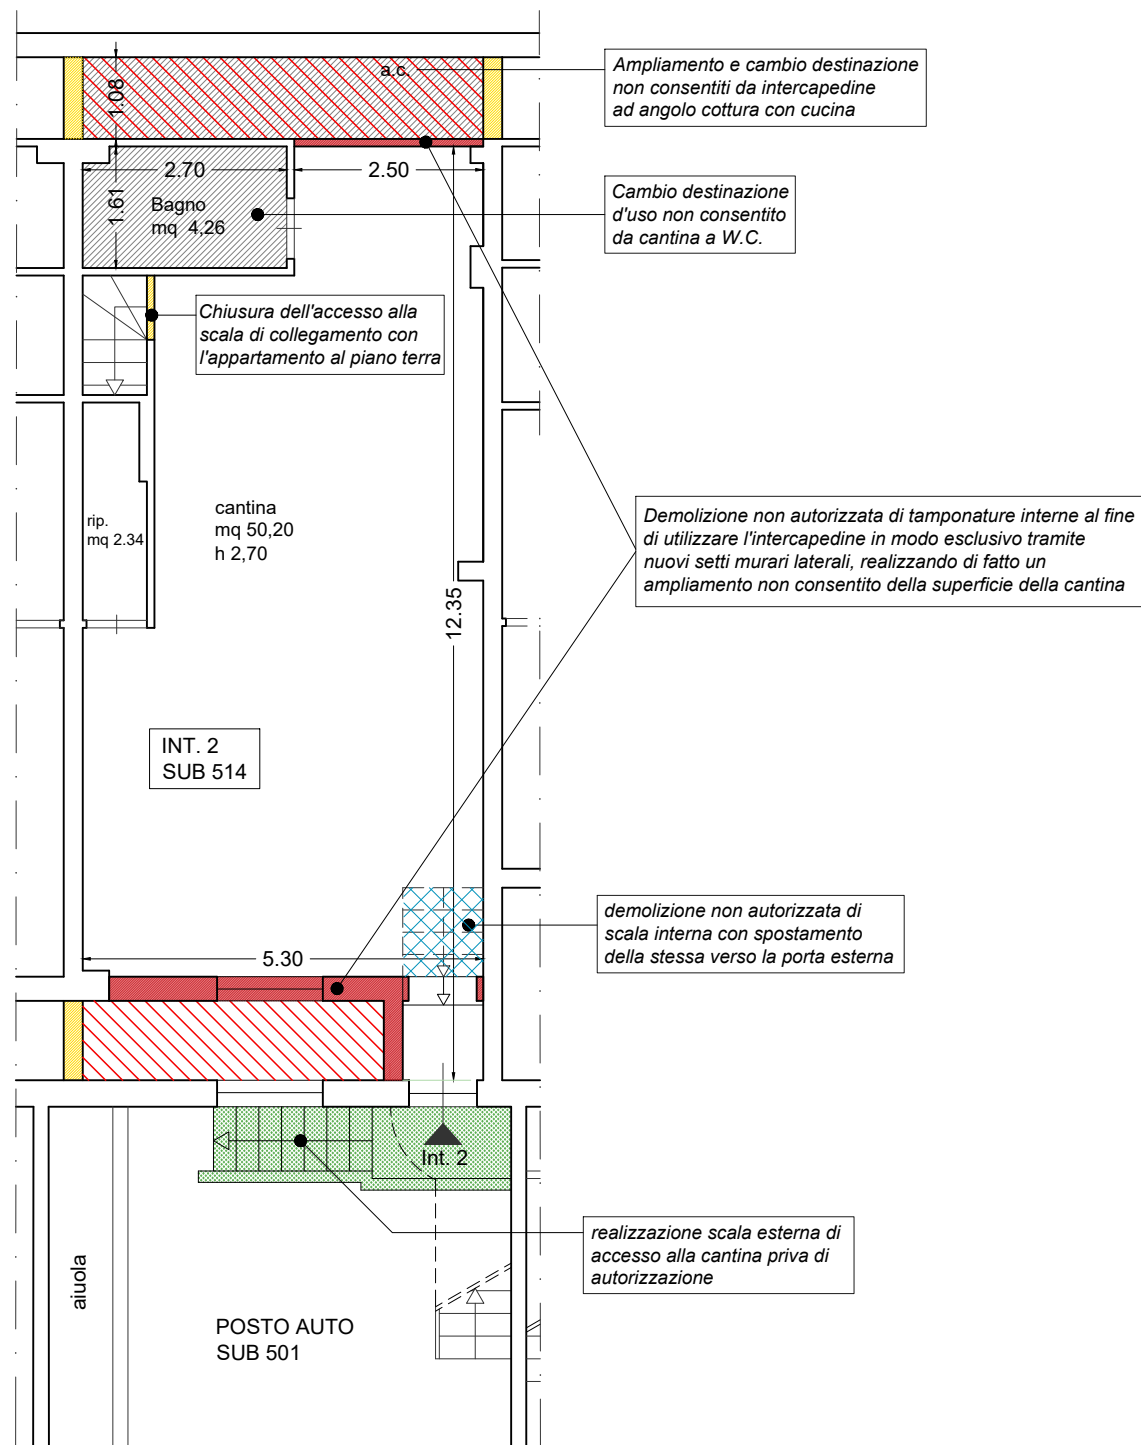 a.c.
Ampliamento e cambio destinazione
non consentiti da intercapedine
ad angolo cottura con cucina
1.08
2.70
2.50
1.61
Bagno
mq 4,26
Cambio destinazione
d'uso non consentito
da cantina a W.C.
Chiusura dell'accesso alla
scala di collegamento con
l'appartamento al piano terra
cantina
mq 50,20
h 2,70
rip.
mq 2.34
Demolizione non autorizzata di tamponature interne al fine
di utilizzare l'intercapedine in modo esclusivo tramite
nuovi setti murari laterali, realizzando di fatto un
ampliamento non consentito della superficie della cantina
12.35
INT. 2
SUB 514
demolizione non autorizzata di
scala interna con spostamento
della stessa verso la porta esterna
5.30
Int. 2
realizzazione scala esterna di
accesso alla cantina priva di
autorizzazione
aiuola
POSTO AUTO
SUB 501